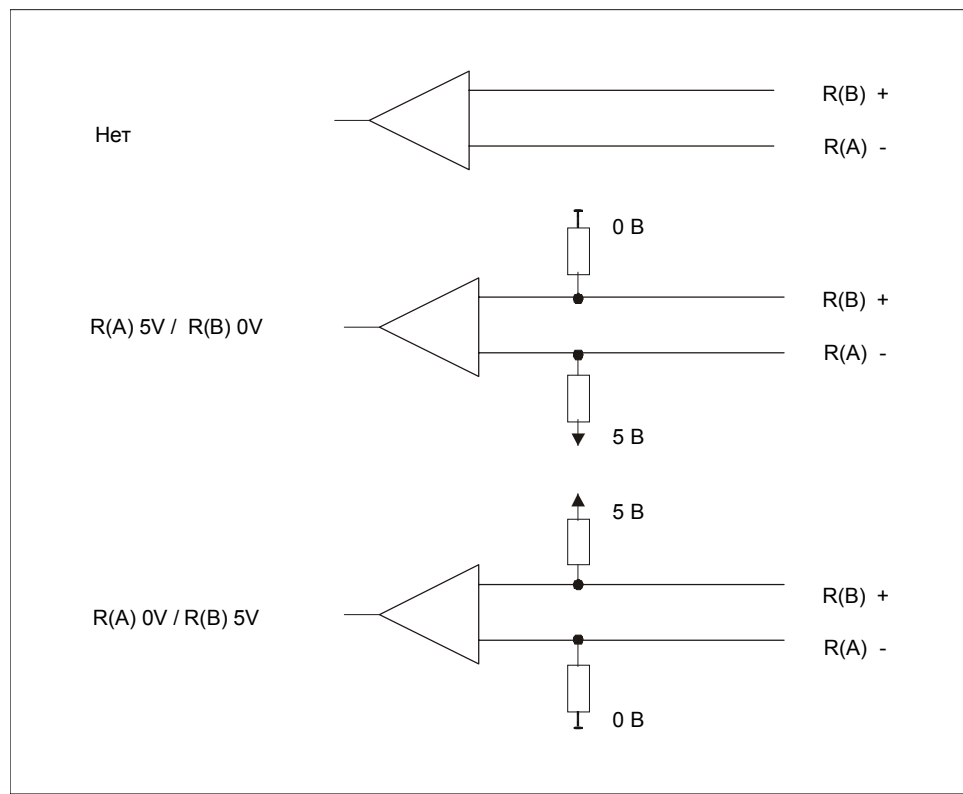 R(B) +
Нет
R(A) -
0 В
R(B) +
R(A) 5V / R(B) 0V
R(A) -
5 В
5 В
R(B) +
R(A) 0V / R(B) 5V
R(A) -
0 В